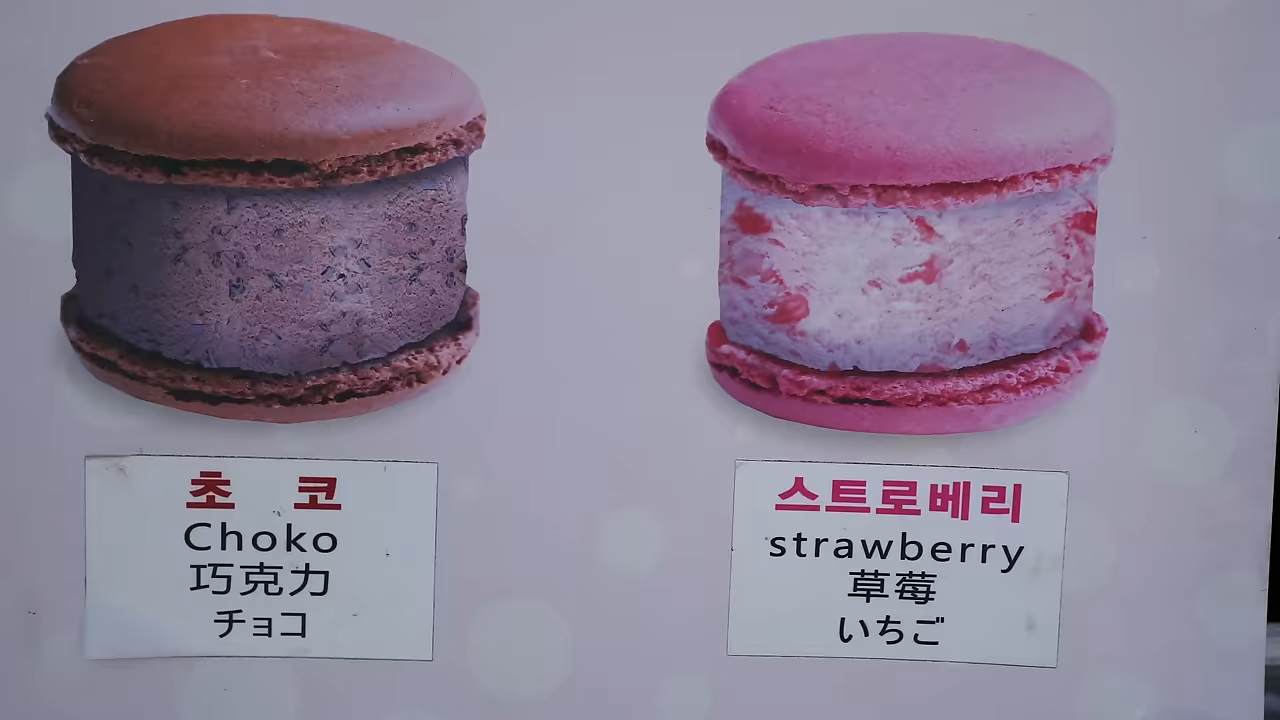 초 코
Choko
巧克力
チョコ
스트로베리
strawberry
草莓
いちご